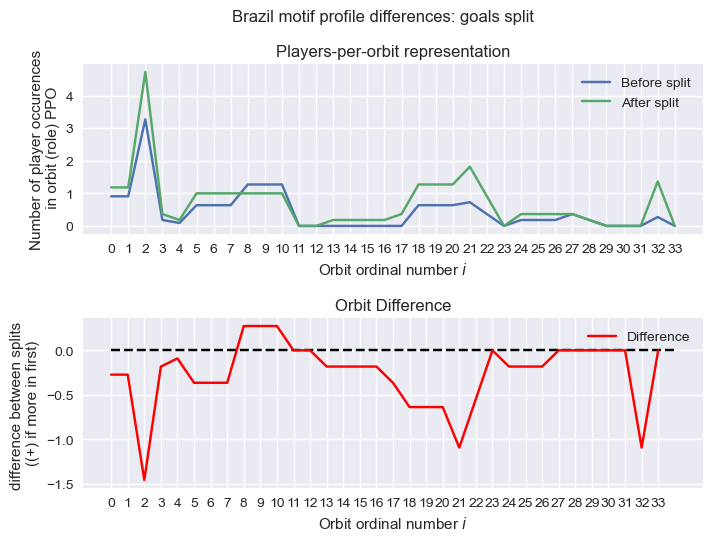 Brazil motif profile differences: goals split
Players-per-orbit representation
Number of player occurences
in orbit (role) PPO
4
3
2
1
0
Before split
After split
0 1 2 3 4 5 6 7 8 9 10 11 12 13 14 15 16 17 18 19 20 21 22 23 24 25 26 27 28 29 30 31 32 33
Orbit ordinal number i
Orbit Difference
difference between splits
((+) if more in first)
0.0
−0.5
−1.0
−1.5
Difference
0 1 2 3 4 5 6 7 8 9 10 11 12 13 14 15 16 17 18 19 20 21 22 23 24 25 26 27 28 29 30 31 32 33
Orbit ordinal number i